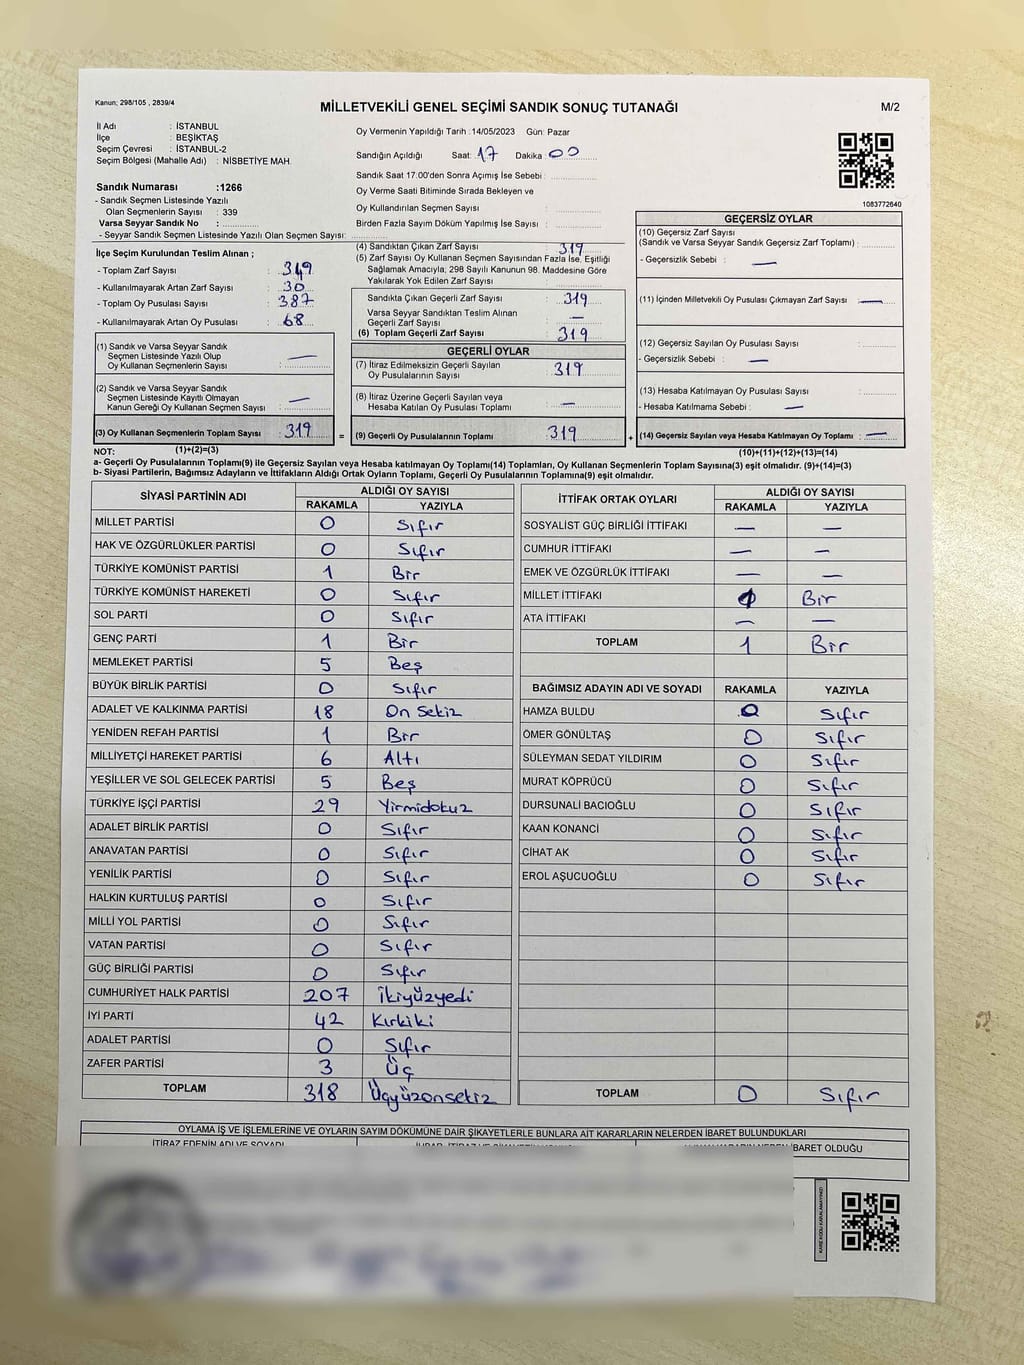 Kanun; 298/105 , 2839/4
MİLLETVEKİLİ GENEL SEÇİMİ SANDIK SONUÇ TUTANAĞI
M/2
İl Adı : İSTANBUL
İlçe : BEŞİKTAŞ
Seçim Çevresi : İSTANBUL-2
Seçim Bölgesi (Mahalle Adı) : NİSBETİYE MAH.
Sandık Numarası :1266
- Sandık Seçmen Listesinde Yazılı
Olan Seçmenlerin Sayısı : 339
Varsa Seyyar Sandık No :
- Seyyar Sandık Seçmen Listesinde Yazılı Olan Seçmen Sayısı:
Oy Vermenin Yapıldığı Tarih :14/05/2023 Gün: Pazar
Sandığın Açıldığı Saat: 17 Dakika: 00
Sandık Saat 17:00'den Sonra Açımış İse Sebebi :
Oy Verme Saati Bitiminde Sırada Bekleyen ve
Oy Kullandırılan Seçmen Sayısı :
Birden Fazla Sayım Döküm Yapılmış İse Sayısı :
1083772640
İlçe Seçim Kurulundan Teslim Alınan ;
- Toplam Zarf Sayısı : 349
- Kullanılmayarak Artan Zarf Sayısı : 30
- Toplam Oy Pusulası Sayısı : 387
- Kullanılmayarak Artan Oy Pusulası : 68
(1) Sandık ve Varsa Seyyar Sandık
Seçmen Listesinde Yazılı Olup
Oy Kullanan Seçmenlerin Sayısı : —
(2) Sandık ve Varsa Seyyar Sandık
Seçmen Listesinde Kayıtlı Olmayan
Kanun Gereği Oy Kullanan Seçmen Sayısı : —
(3) Oy Kullanan Seçmenlerin Toplam Sayısı : 319
(1)+(2)=(3)
(4) Sandıktan Çıkan Zarf Sayısı : 319
(5) Zarf Sayısı Oy Kullanan Seçmen Sayısından Fazla İse, Eşitliği
Sağlamak Amacıyla; 298 Sayılı Kanunun 98. Maddesine Göre
Yakılarak Yok Edilen Zarf Sayısı :
Sandıkta Çıkan Geçerli Zarf Sayısı : 319
Varsa Seyyar Sandıktan Teslim Alınan
Geçerli Zarf Sayısı : —
(6) Toplam Geçerli Zarf Sayısı : 319
GEÇERLİ OYLAR
(7) İtiraz Edilmeksizin Geçerli Sayılan
Oy Pusulalarının Sayısı : 319
(8) İtiraz Üzerine Geçerli Sayılan veya
Hesaba Katılan Oy Pusulası Toplamı : —
= (9) Geçerli Oy Pusulalarının Toplamı : 319
GEÇERSİZ OYLAR
(10) Geçersiz Zarf Sayısı
(Sandık ve Varsa Seyyar Sandık Geçersiz Zarf Toplamı) :
- Geçersizlik Sebebi : —
(11) İçinden Milletvekili Oy Pusulası Çıkmayan Zarf Sayısı : —
(12) Geçersiz Sayılan Oy Pusulası Sayısı :
- Geçersizlik Sebebi : —
(13) Hesaba Katılmayan Oy Pusulası Sayısı :
- Hesaba Katılmama Sebebi : —
+ (14) Geçersiz Sayılan veya Hesaba Katılmayan Oy Toplamı : —
(10)+(11)+(12)+(13)=(14)
NOT:
a- Geçerli Oy Pusulalarının Toplamı(9) ile Geçersiz Sayılan veya Hesaba katılmayan Oy Toplamı(14) Toplamları, Oy Kullanan Seçmenlerin Toplam Sayısına(3) eşit olmalıdır. (9)+(14)=(3)
b- Siyasi Partilerin, Bağımsız Adayların ve İttifakların Aldığı Ortak Oyların Toplamı, Geçerli Oy Pusulalarının Toplamına(9) eşit olmalıdır.
SİYASİ PARTİNİN ADI ALDIĞI OY SAYISI
RAKAMLA YAZIYLA
MİLLET PARTİSİ 0 Sıfır
HAK VE ÖZGÜRLÜKLER PARTİSİ 0 Sıfır
TÜRKİYE KOMÜNİST PARTİSİ 1 Bir
TÜRKİYE KOMÜNİST HAREKETİ 0 Sıfır
SOL PARTİ 0 Sıfır
GENÇ PARTİ 1 Bir
MEMLEKET PARTİSİ 5 Beş
BÜYÜK BİRLİK PARTİSİ 0 Sıfır
ADALET VE KALKINMA PARTİSİ 18 On Sekiz
YENİDEN REFAH PARTİSİ 1 Bir
MİLLİYETÇİ HAREKET PARTİSİ 6 Altı
YEŞİLLER VE SOL GELECEK PARTİSİ 5 Beş
TÜRKİYE İŞÇİ PARTİSİ 29 Yirmidokuz
ADALET BİRLİK PARTİSİ 0 Sıfır
ANAVATAN PARTİSİ 0 Sıfır
YENİLİK PARTİSİ 0 Sıfır
HALKIN KURTULUŞ PARTİSİ 0 Sıfır
MİLLİ YOL PARTİSİ 0 Sıfır
VATAN PARTİSİ 0 Sıfır
GÜÇ BİRLİĞİ PARTİSİ 0 Sıfır
CUMHURİYET HALK PARTİSİ 207 İkiyüzyedi
İYİ PARTİ 42 Kırkiki
ADALET PARTİSİ 0 Sıfır
ZAFER PARTİSİ 3 Üç
TOPLAM 318 Üçyüzonsekiz
İTTİFAK ORTAK OYLARI ALDIĞI OY SAYISI
RAKAMLA YAZIYLA
SOSYALİST GÜÇ BİRLİĞİ İTTİFAKI — —
CUMHUR İTTİFAKI — —
EMEK VE ÖZGÜRLÜK İTTİFAKI — —
MİLLET İTTİFAKI 1 Bir
ATA İTTİFAKI — —
TOPLAM 1 Bir
BAĞIMSIZ ADAYIN ADI VE SOYADI RAKAMLA YAZIYLA
HAMZA BULDU 0 Sıfır
ÖMER GÖNÜLTAŞ 0 Sıfır
SÜLEYMAN SEDAT YILDIRIM 0 Sıfır
MURAT KÖPRÜCÜ 0 Sıfır
DURSUNALİ BACIOĞLU 0 Sıfır
KAAN KONANCİ 0 Sıfır
CİHAT AK 0 Sıfır
EROL AŞUCUOĞLU 0 Sıfır
TOPLAM 0 Sıfır
OYLAMA İŞ VE İŞLEMLERİNE VE OYLARIN SAYIM DÖKÜMÜNE DAİR ŞİKAYETLERLE BUNLARA AİT KARARLARIN NELERDEN İBARET BULUNDUKLARI
İTİRAZ EDENİN ADI VE SOYADI
İBARET OLDUĞU
KARE KODU KARALAMAYINIZ!